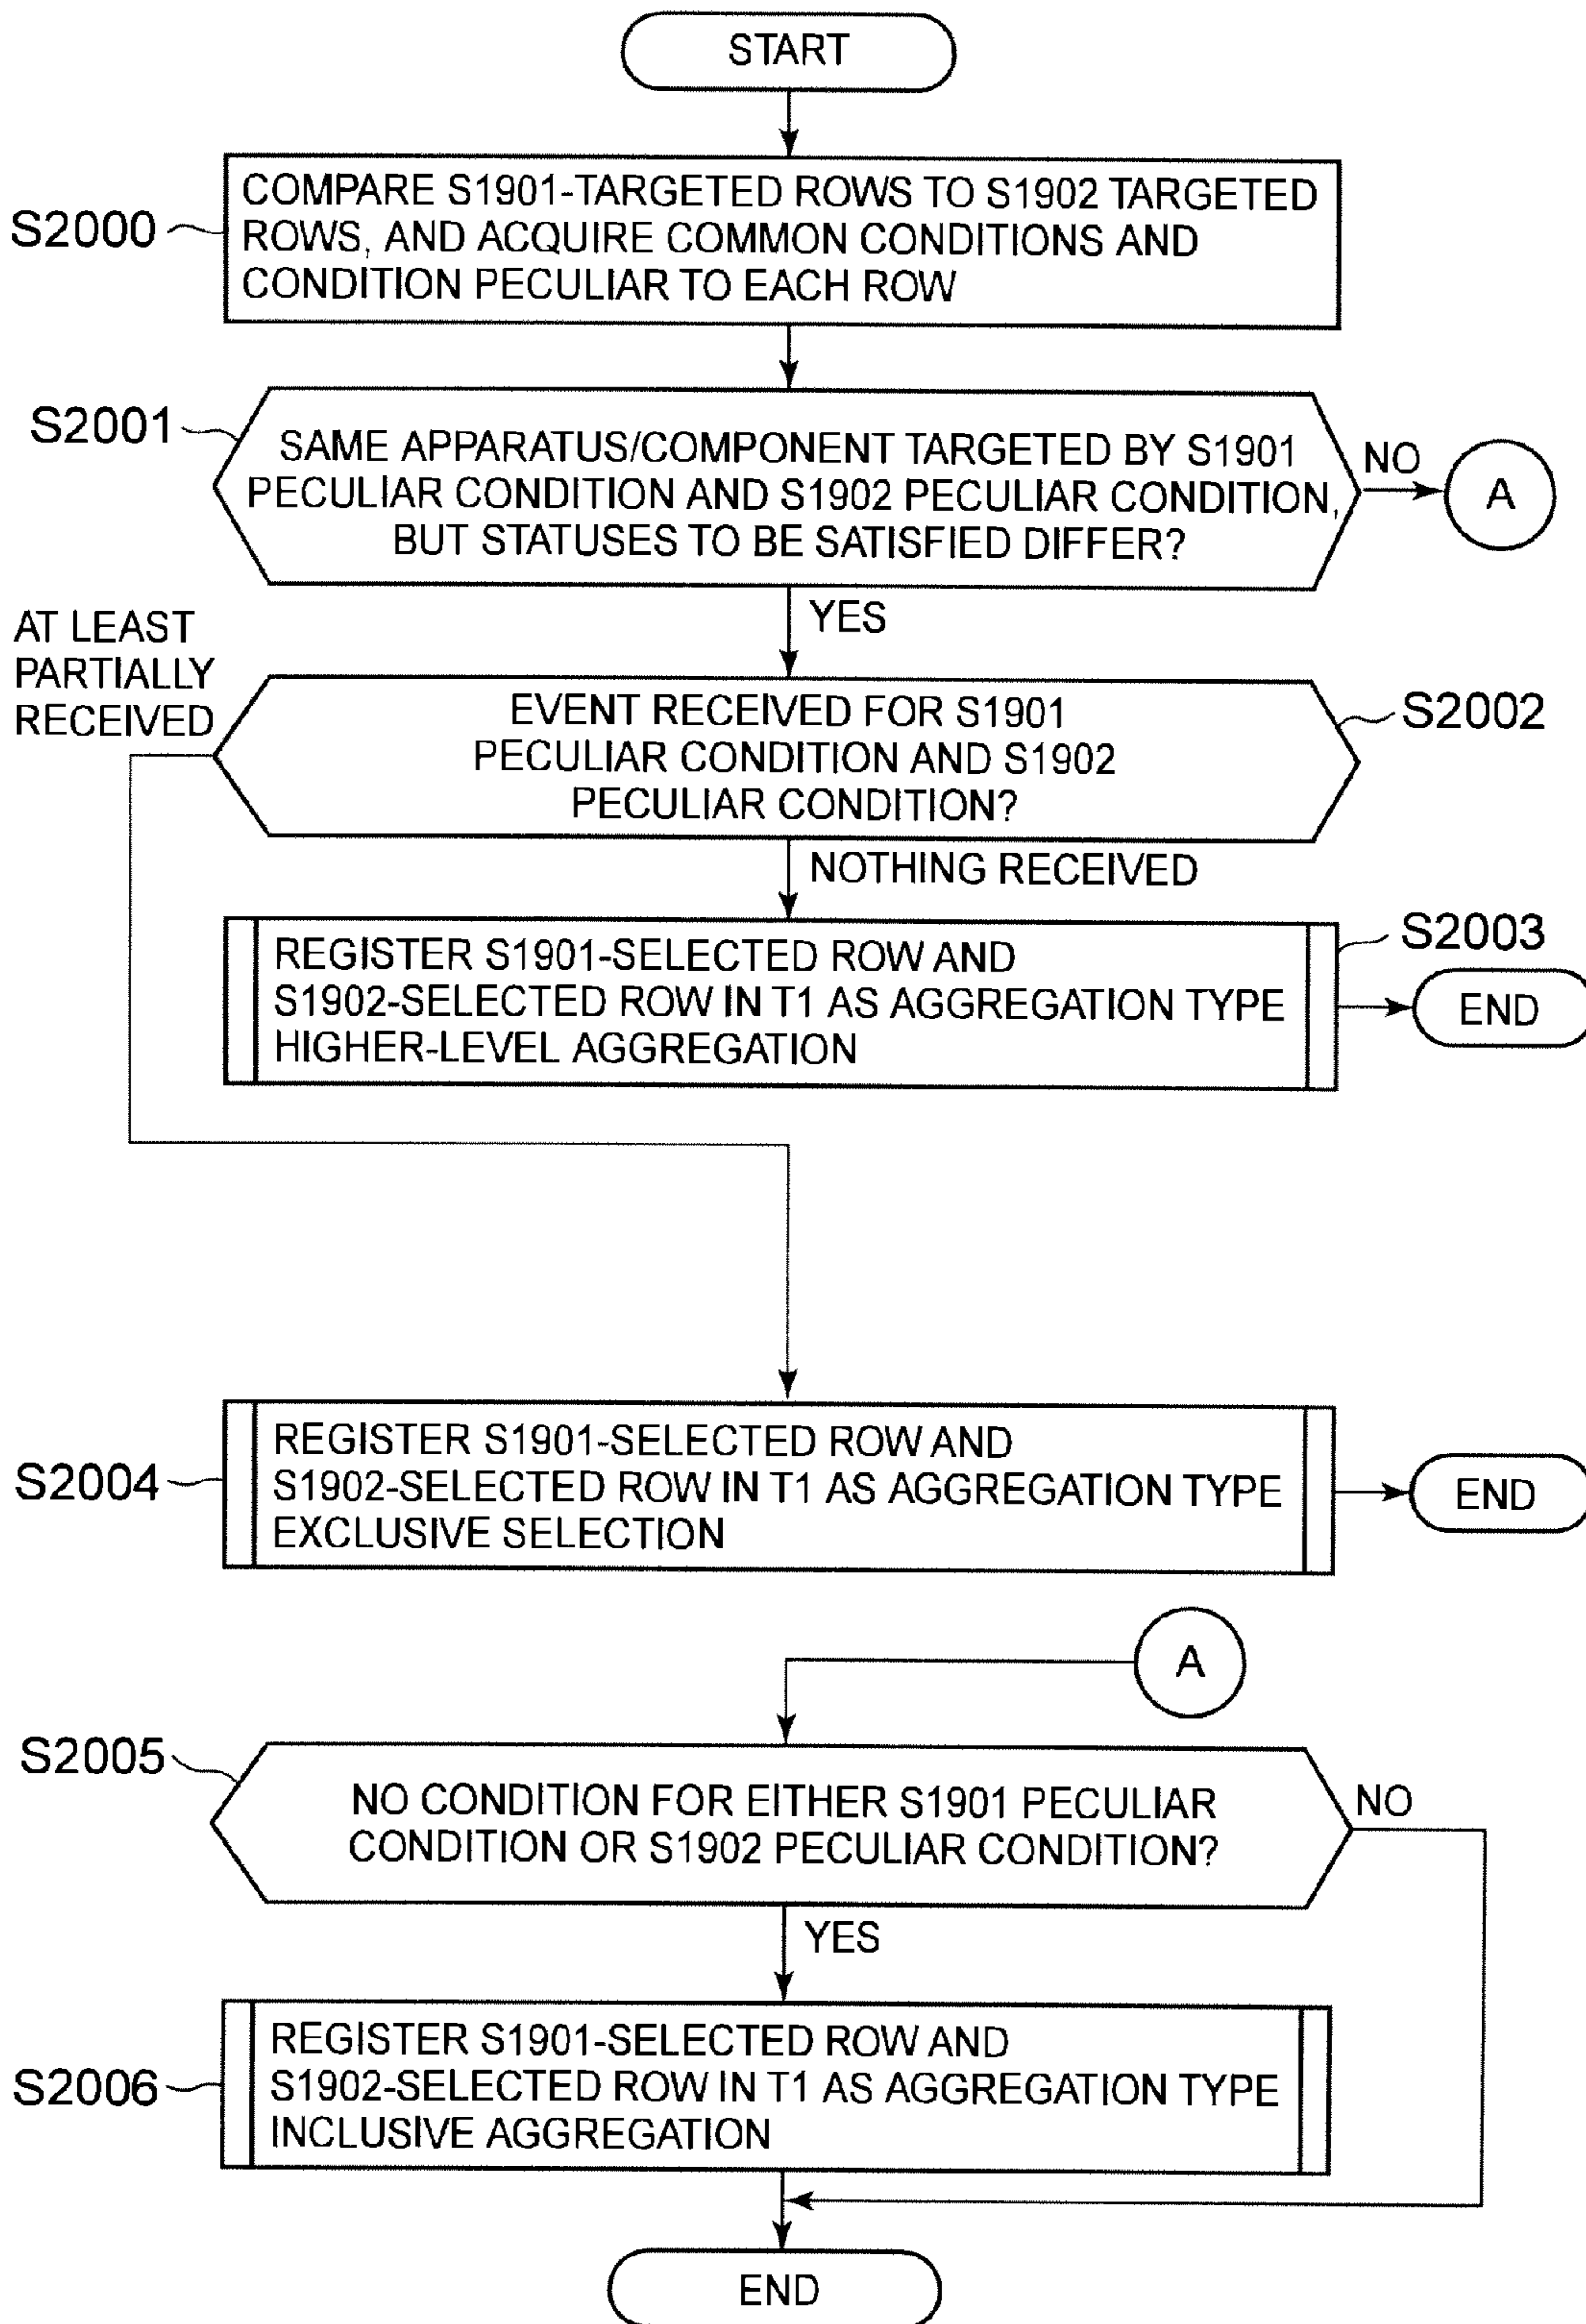 START
S2000
COMPARE S1901-TARGETED ROWS TO S1902 TARGETED
ROWS, AND ACQUIRE COMMON CONDITIONS AND
CONDITION PECULIAR TO EACH ROW
S2001
SAME APPARATUS/COMPONENT TARGETED BY S1901
PECULIAR CONDITION AND S1902 PECULIAR CONDITION,
BUT STATUSES TO BE SATISFIED DIFFER?
NO
A
YES
AT LEAST
PARTIALLY
RECEIVED
EVENT RECEIVED FOR S1901
PECULIAR CONDITION AND S1902
PECULIAR CONDITION?
S2002
NOTHING RECEIVED
REGISTER S1901-SELECTED ROW AND
S1902-SELECTED ROW IN T1 AS AGGREGATION TYPE
HIGHER-LEVEL AGGREGATION
S2003
END
S2004
REGISTER S1901-SELECTED ROW AND
S1902-SELECTED ROW IN T1 AS AGGREGATION TYPE
EXCLUSIVE SELECTION
END
A
S2005
NO CONDITION FOR EITHER S1901 PECULIAR
CONDITION OR S1902 PECULIAR CONDITION?
NO
YES
S2006
REGISTER S1901-SELECTED ROW AND
S1902-SELECTED ROW IN T1 AS AGGREGATION TYPE
INCLUSIVE AGGREGATION
END